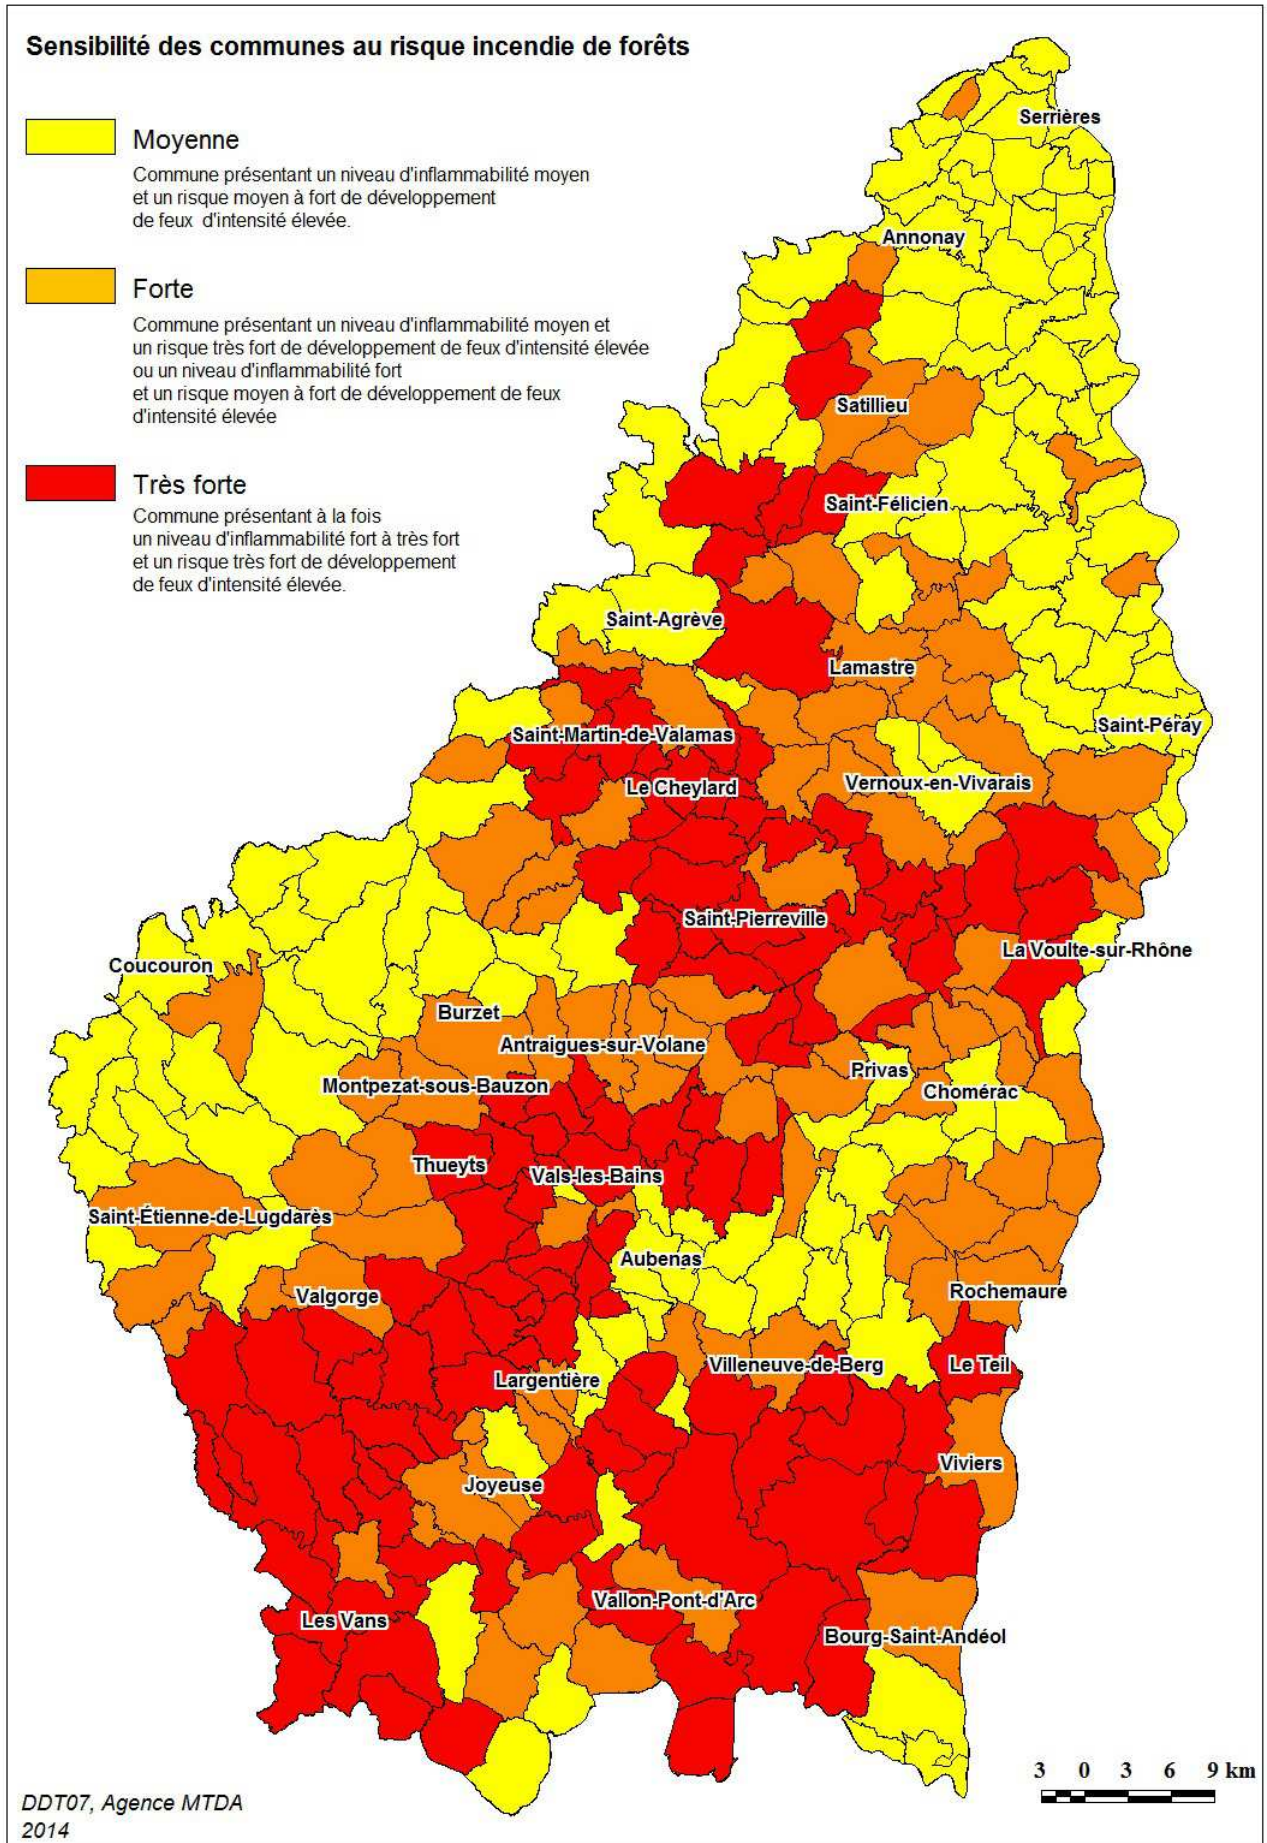 Sensibilité des communes au risque incendie de forêts
Moyenne
Commune présentant un niveau d'inflammabilité moyen
et un risque moyen à fort de développement
de feux d'intensité élevée.
Forte
Commune présentant un niveau d'inflammabilité moyen et
un risque très fort de développement de feux d'intensité élevée
ou un niveau d'inflammabilité fort
et un risque moyen à fort de développement de feux
d'intensité élevée
Très forte
Commune présentant à la fois
un niveau d'inflammabilité fort à très fort
et un risque très fort de développement
de feux d'intensité élevée.
Serrières
Annonay
Satillieu
Saint-Félicien
Saint-Agrève
Lamastre
Saint-Péray
Saint-Martin-de-Valamas
Le Cheylard
Vernoux-en-Vivarais
Saint-Pierreville
La Voulte-sur-Rhône
Coucouron
Burzet
Antraigues-sur-Volane
Privas
Montpezat-sous-Bauzon
Chomérac
Thueyts
Vals-les-Bains
Saint-Étienne-de-Lugdarès
Aubenas
Valgorge
Rochemaure
Villeneuve-de-Berg
Le Teil
Largentière
Viviers
Joyeuse
Vallon-Pont-d'Arc
Les Vans
Bourg-Saint-Andéol
3 0 3 6 9 km
DDT07, Agence MTDA
2014